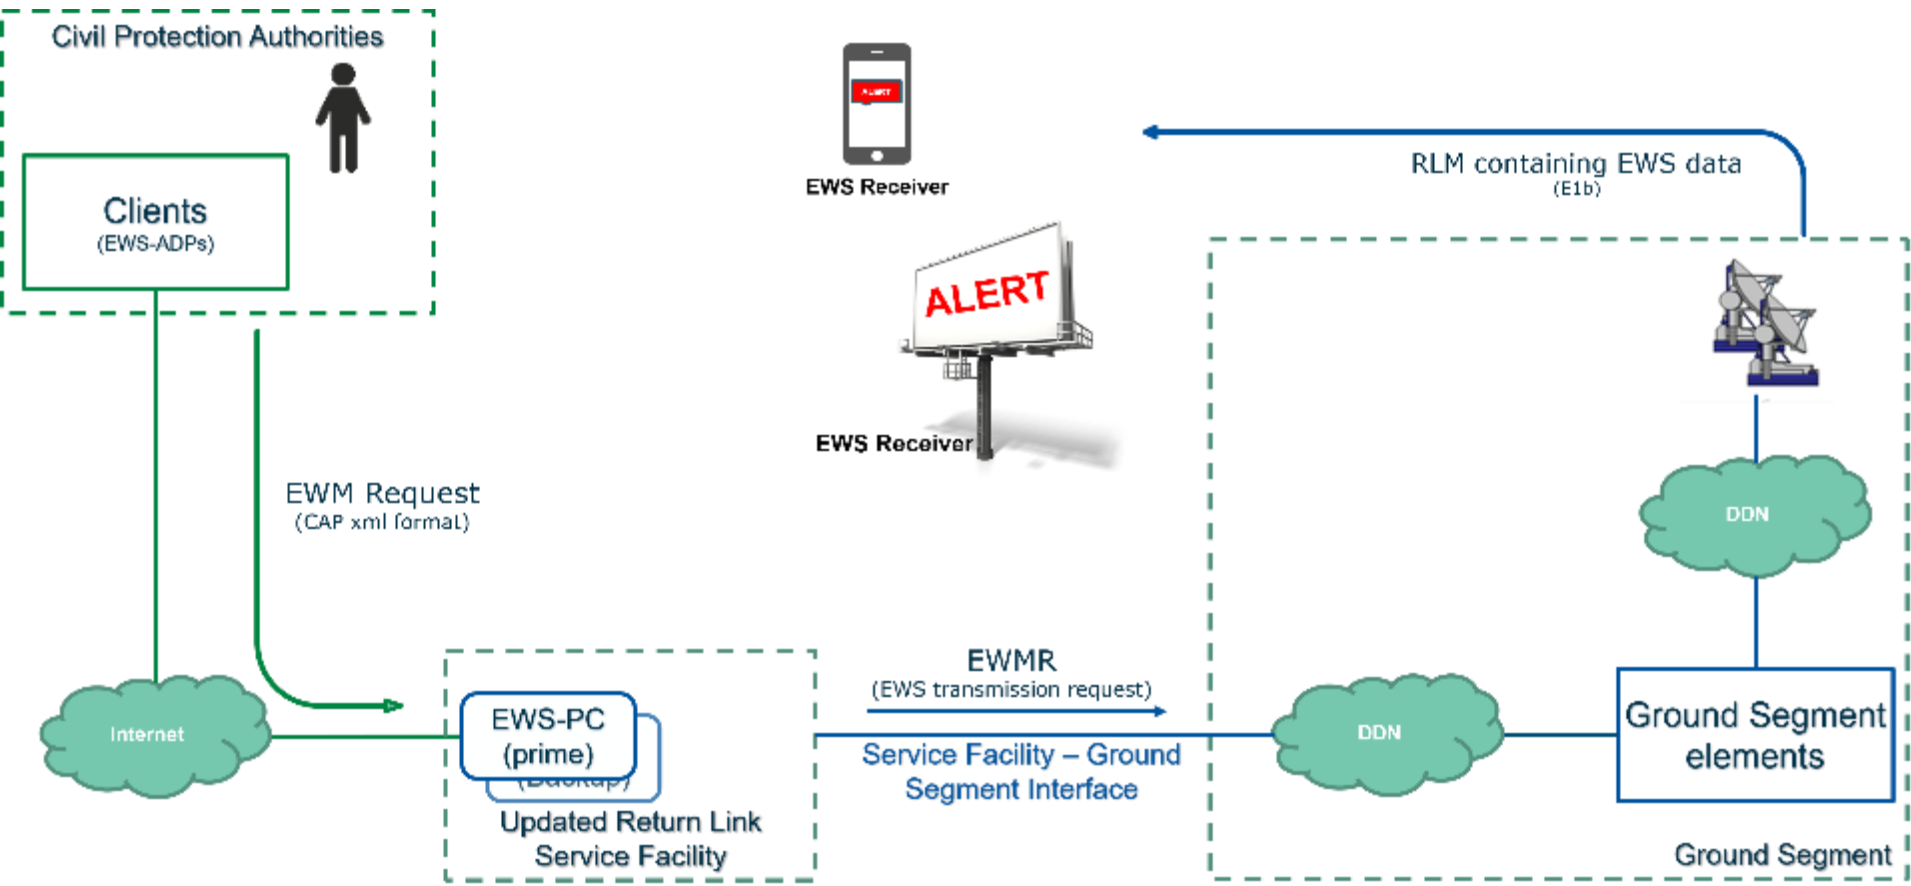 Civil Protection Authorities
Clients
(EWS-ADPs)
ALERT
EWS Receiver
RLM containing EWS data
(E1b)
ALERT
EWS Receiver
EWM Request
(CAP xml format)
Internet
EWS-PC
(prime)
(Backup)
Updated Return Link
Service Facility
EWMR
(EWS transmission request)
Service Facility – Ground
Segment Interface
DDN
DDN
Ground Segment
elements
Ground Segment